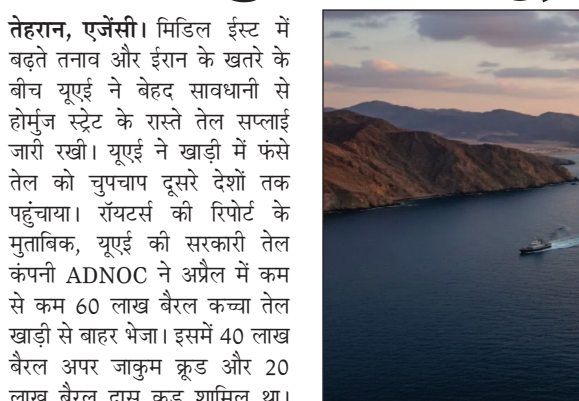 तेहरान, एजेंसी। मिडिल ईस्ट में
बढ़ते तनाव और ईरान के खतरे के
बीच यूएई ने बेहद सावधानी से
होर्मुज स्ट्रेट के रास्ते तेल सप्लाई
जारी रखी। यूएई ने खाड़ी में फंसे
तेल को चुपचाप दूसरे देशों तक
पहुंचाया। रॉयटर्स की रिपोर्ट के
मुताबिक, यूएई की सरकारी तेल
कंपनी ADNOC ने अप्रैल में कम
से कम 60 लाख बैरल कच्चा तेल
खाड़ी से बाहर भेजा। इसमें 40 लाख
बैरल अपर जाकुम क्रूड और 20
लाख बैरल दास क्रूड शामिल था।